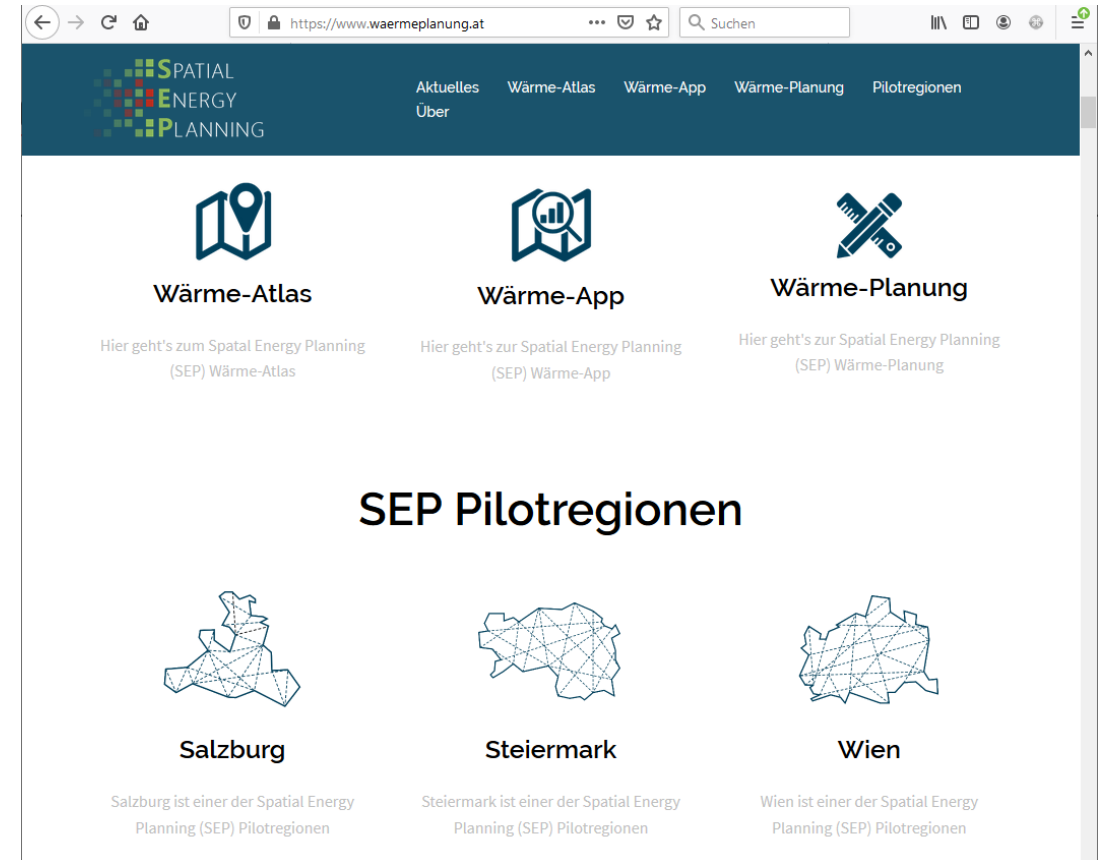 https://www.waermeplanung.at
Suchen
SPATIAL
ENERGY
PLANNING
Aktuelles Wärme-Atlas Wärme-App Wärme-Planung Pilotregionen
Über
Wärme-Atlas
Hier geht's zum Spatal Energy Planning
(SEP) Wärme-Atlas
Wärme-App
Hier geht's zur Spatial Energy Planning
(SEP) Wärme-App
Wärme-Planung
Hier geht's zur Spatial Energy Planning
(SEP) Wärme-Planung
SEP Pilotregionen
Salzburg
Salzburg ist einer der Spatial Energy
Planning (SEP) Pilotregionen
Steiermark
Steiermark ist einer der Spatial Energy
Planning (SEP) Pilotregionen
Wien
Wien ist einer der Spatial Energy
Planning (SEP) Pilotregionen